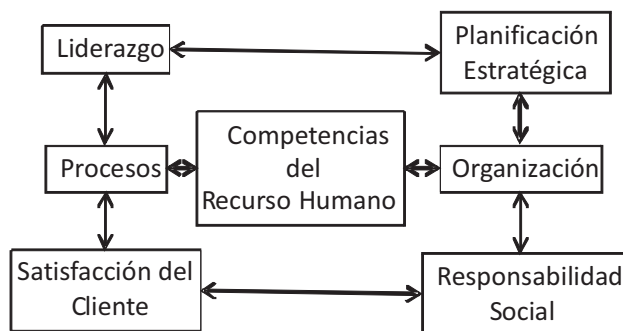 Liderazgo
Planificación
Estratégica
Procesos
Competencias
del
Recurso Humano
Organización
Satisfacción del
Cliente
Responsabilidad
Social